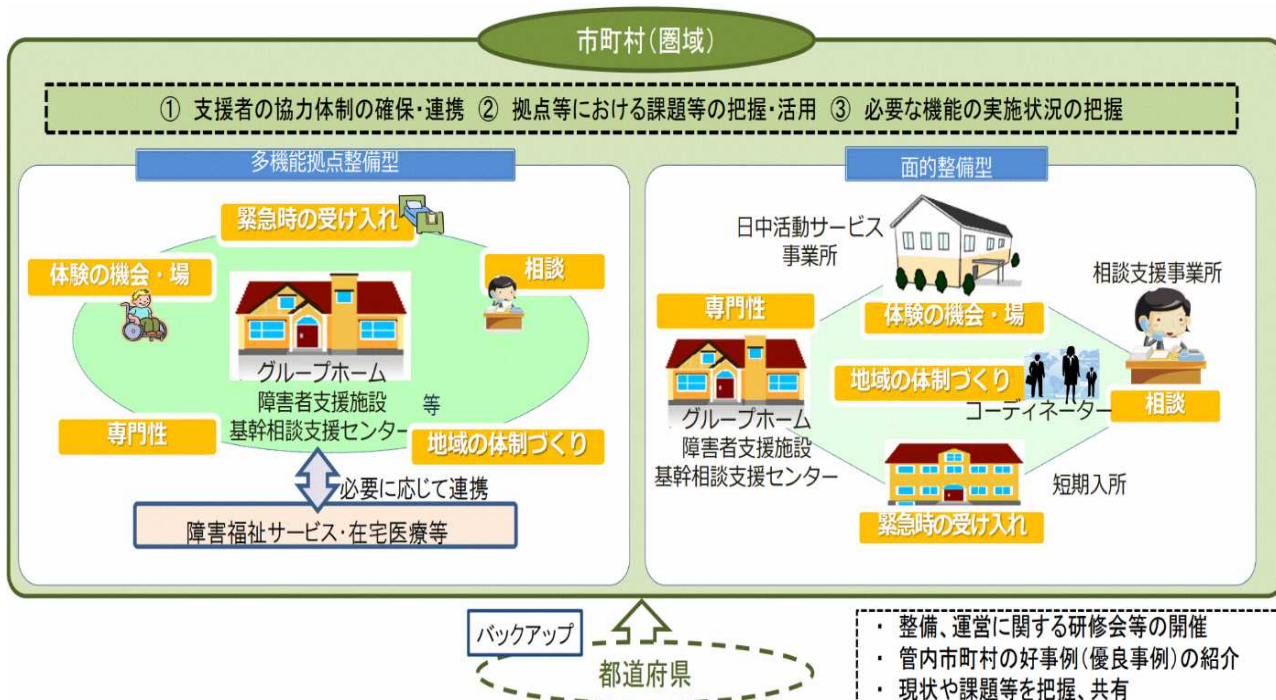 市町村(圏域)
① 支援者の協力体制の確保・連携 ② 拠点等における課題等の把握・活用 ③ 必要な機能の実施状況の把握
多機能拠点整備型
緊急時の受け入れ
体験の機会・場
相談
グループホーム
障害者支援施設
基幹相談支援センター
等
専門性
地域の体制づくり
必要に応じて連携
障害福祉サービス・在宅医療等
面的整備型
日中活動サービス
事業所
相談支援事業所
専門性
体験の機会・場
地域の体制づくり
コーディネーター
相談
グループホーム
障害者支援施設
基幹相談支援センター
短期入所
緊急時の受け入れ
バックアップ
都道府県
・ 整備、運営に関する研修会等の開催
・ 管内市町村の好事例(優良事例)の紹介
・ 現状や課題等を把握、共有